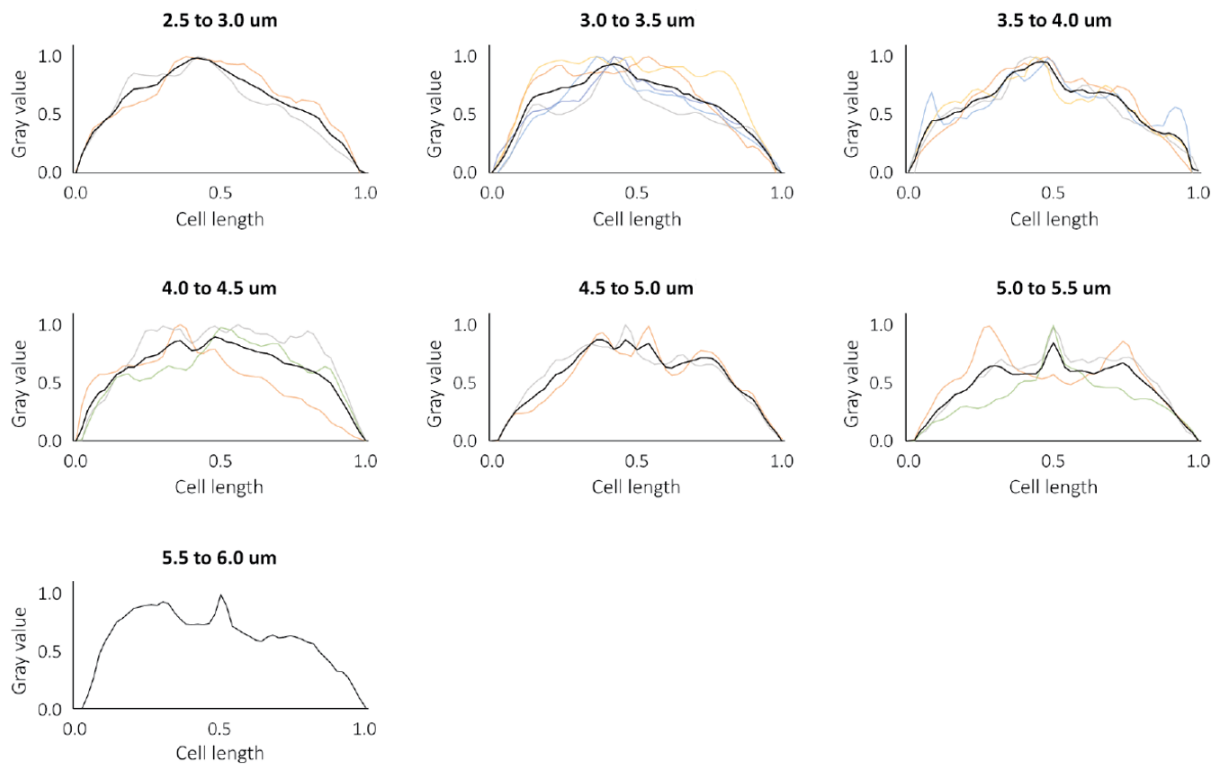 2.5 to 3.0 um
3.0 to 3.5 um
3.5 to 4.0 um
1.0
0.5
0.0
Gray value
0.0 0.5 1.0
Cell length
1.0
0.5
0.0
Gray value
0.0 0.5 1.0
Cell length
1.0
0.5
0.0
Gray value
0.0 0.5 1.0
Cell length
4.0 to 4.5 um
4.5 to 5.0 um
5.0 to 5.5 um
1.0
0.5
0.0
Gray value
0.0 0.5 1.0
Cell length
1.0
0.5
0.0
Gray value
0.0 0.5 1.0
Cell length
1.0
0.5
0.0
Gray value
0.0 0.5 1.0
Cell length
5.5 to 6.0 um
1.0
0.5
0.0
Gray value
0.0 0.5 1.0
Cell length